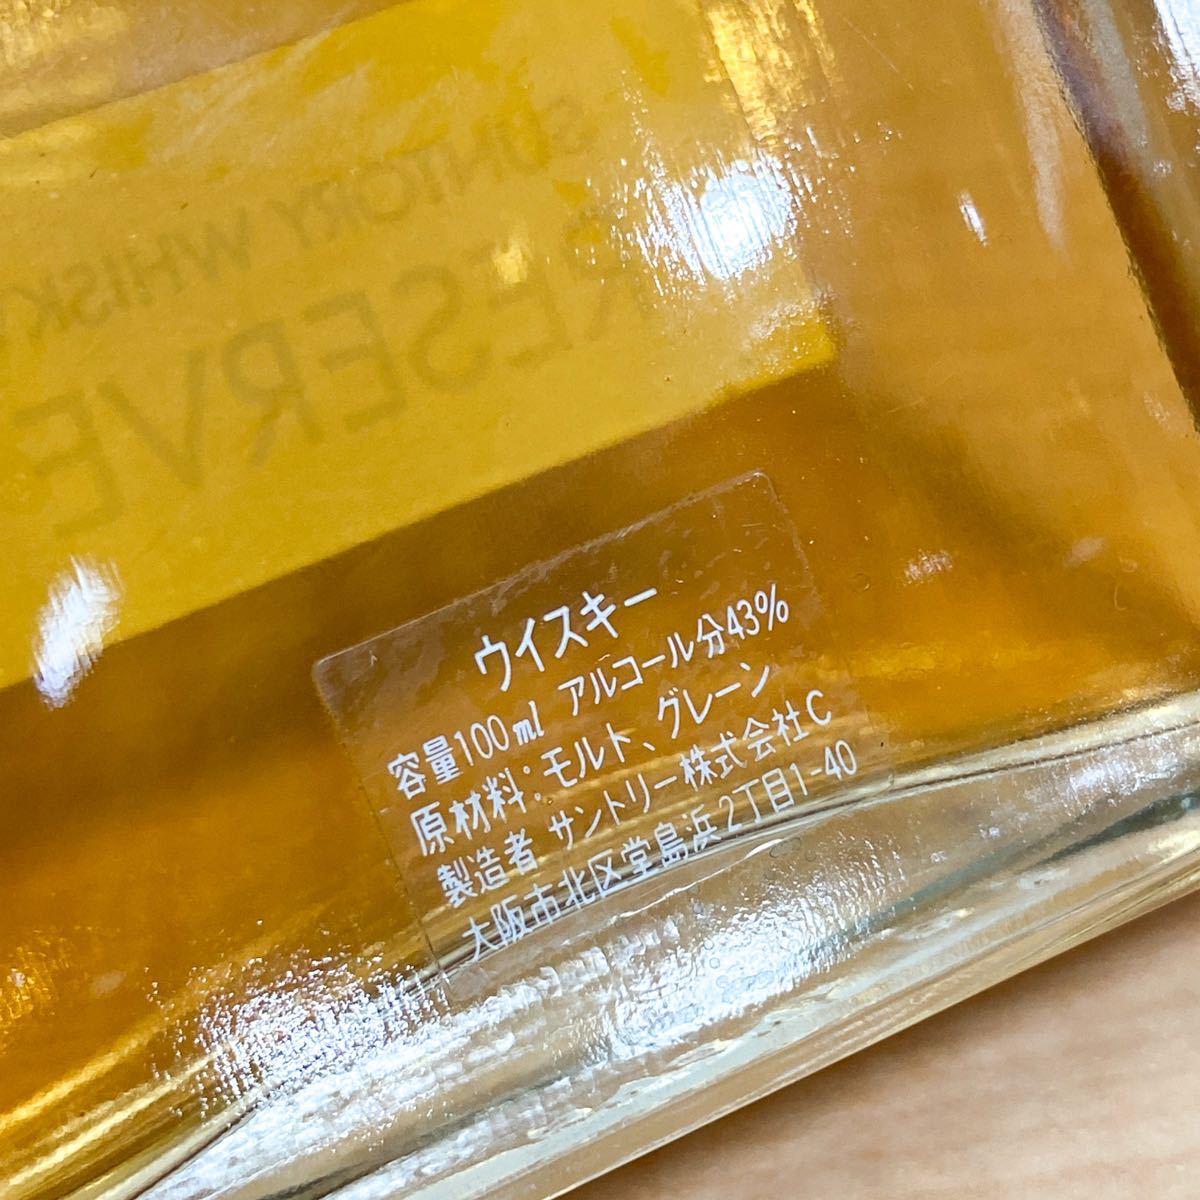 SUNTORY WHISKY
RESERVE
ウイスキー
容量100ml アルコール分43%
原材料:モルト、グレーン
製造者 サントリー株式会社C
大阪市北区堂島浜2丁目1-40